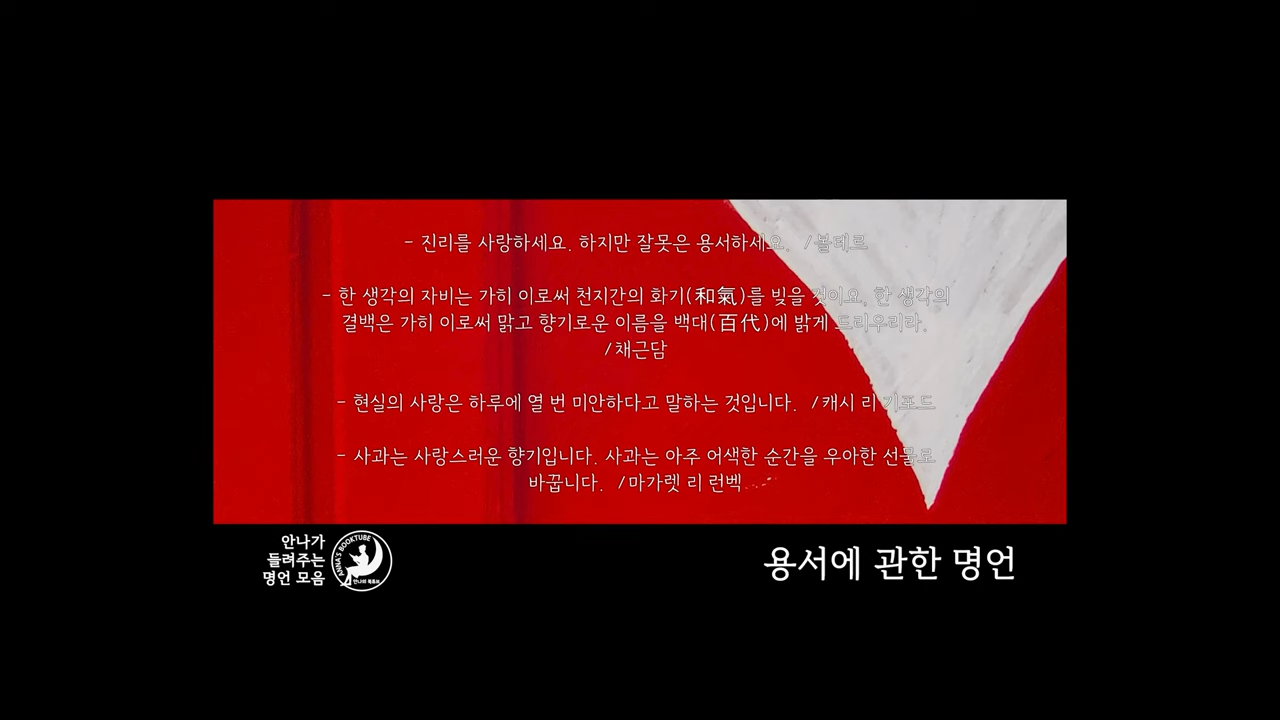 - 진리를 사랑하세요. 하지만 잘못은 용서하세요. /볼테르
- 한 생각의 자비는 가히 이로써 천지간의 화기(和氣)를 빚을 것이요, 한 생각의
결백은 가히 이로써 맑고 향기로운 이름을 백대(百代)에 밝게 드리우리라.
/채근담
- 현실의 사랑은 하루에 열 번 미안하다고 말하는 것입니다. /캐시 리 기포드
- 사과는 사랑스러운 향기입니다. 사과는 아주 어색한 순간을 우아한 선물로
바꿉니다. /마가렛 리 런벡
안나가
들려주는
명언 모음
ANNA'S BOOKTUBE
안나의 북튜브
용서에 관한 명언